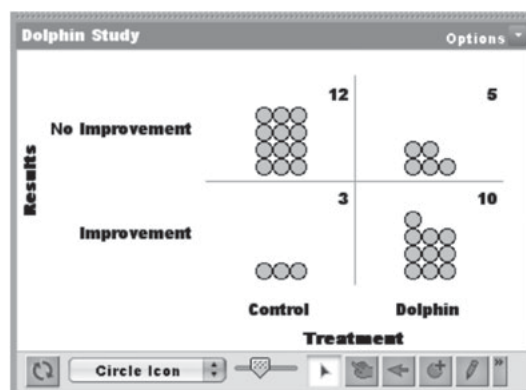 Dolphin Study
Options
12
5
No Improvement
3
10
Improvement
Results
Control
Dolphin
Treatment
Circle Icon